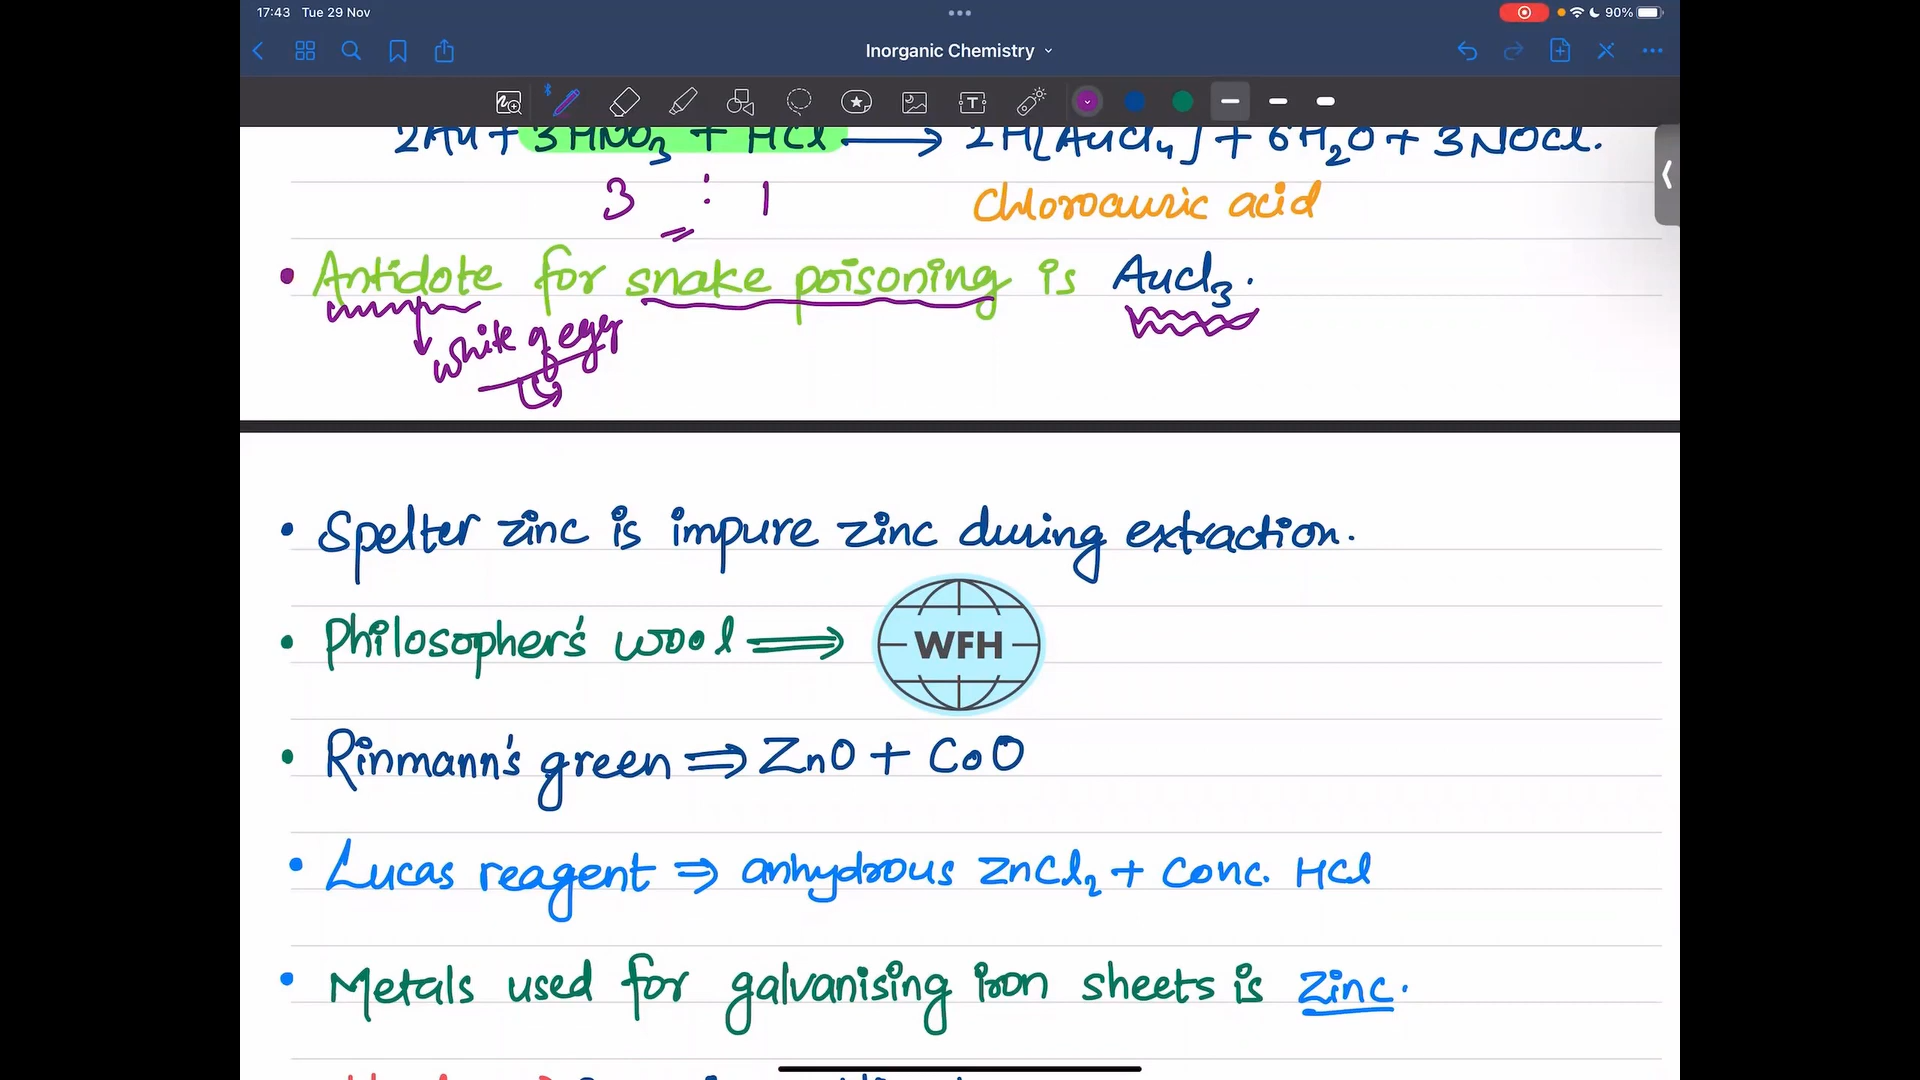 17:43 Tue 29 Nov
90%
Inorganic Chemistry
2Au + 3HNO₃ + HCl ⟶ 2H[AuCl₄] + 6H₂O + 3NOCl.
3 : 1
Chloroauric acid
• Antidote for snake poisoning is AuCl₃.
white of egg
• Spelter zinc is impure zinc during extraction.
• Philosopher's wool ⟹ WFH
• Rinmann's green ⇒ ZnO + CoO
• Lucas reagent ⇒ anhydrous ZnCl₂ + Conc. HCl
• Metals used for galvanising iron sheets is Zinc.